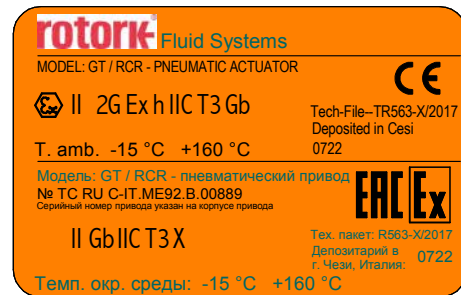 rotork Fluid Systems
MODEL: GT / RCR - PNEUMATIC ACTUATOR
CE
Ex II 2G Ex h IIC T3 Gb
Tech-File--TR563-X/2017
Deposited in Cesi
T. amb. -15 °C +160 °C
0722
Модель: GT / RCR - пневматический привод
№ TC RU C-IT.ME92.B.00889
Серийный номер привода указан на корпусе привода
EAC Ex
II Gb IIC T3 X
Тех. пакет: R563-X/2017
Депозитарий в
г. Чези, Италия: 0722
Темп. окр. среды: -15 °C +160 °C